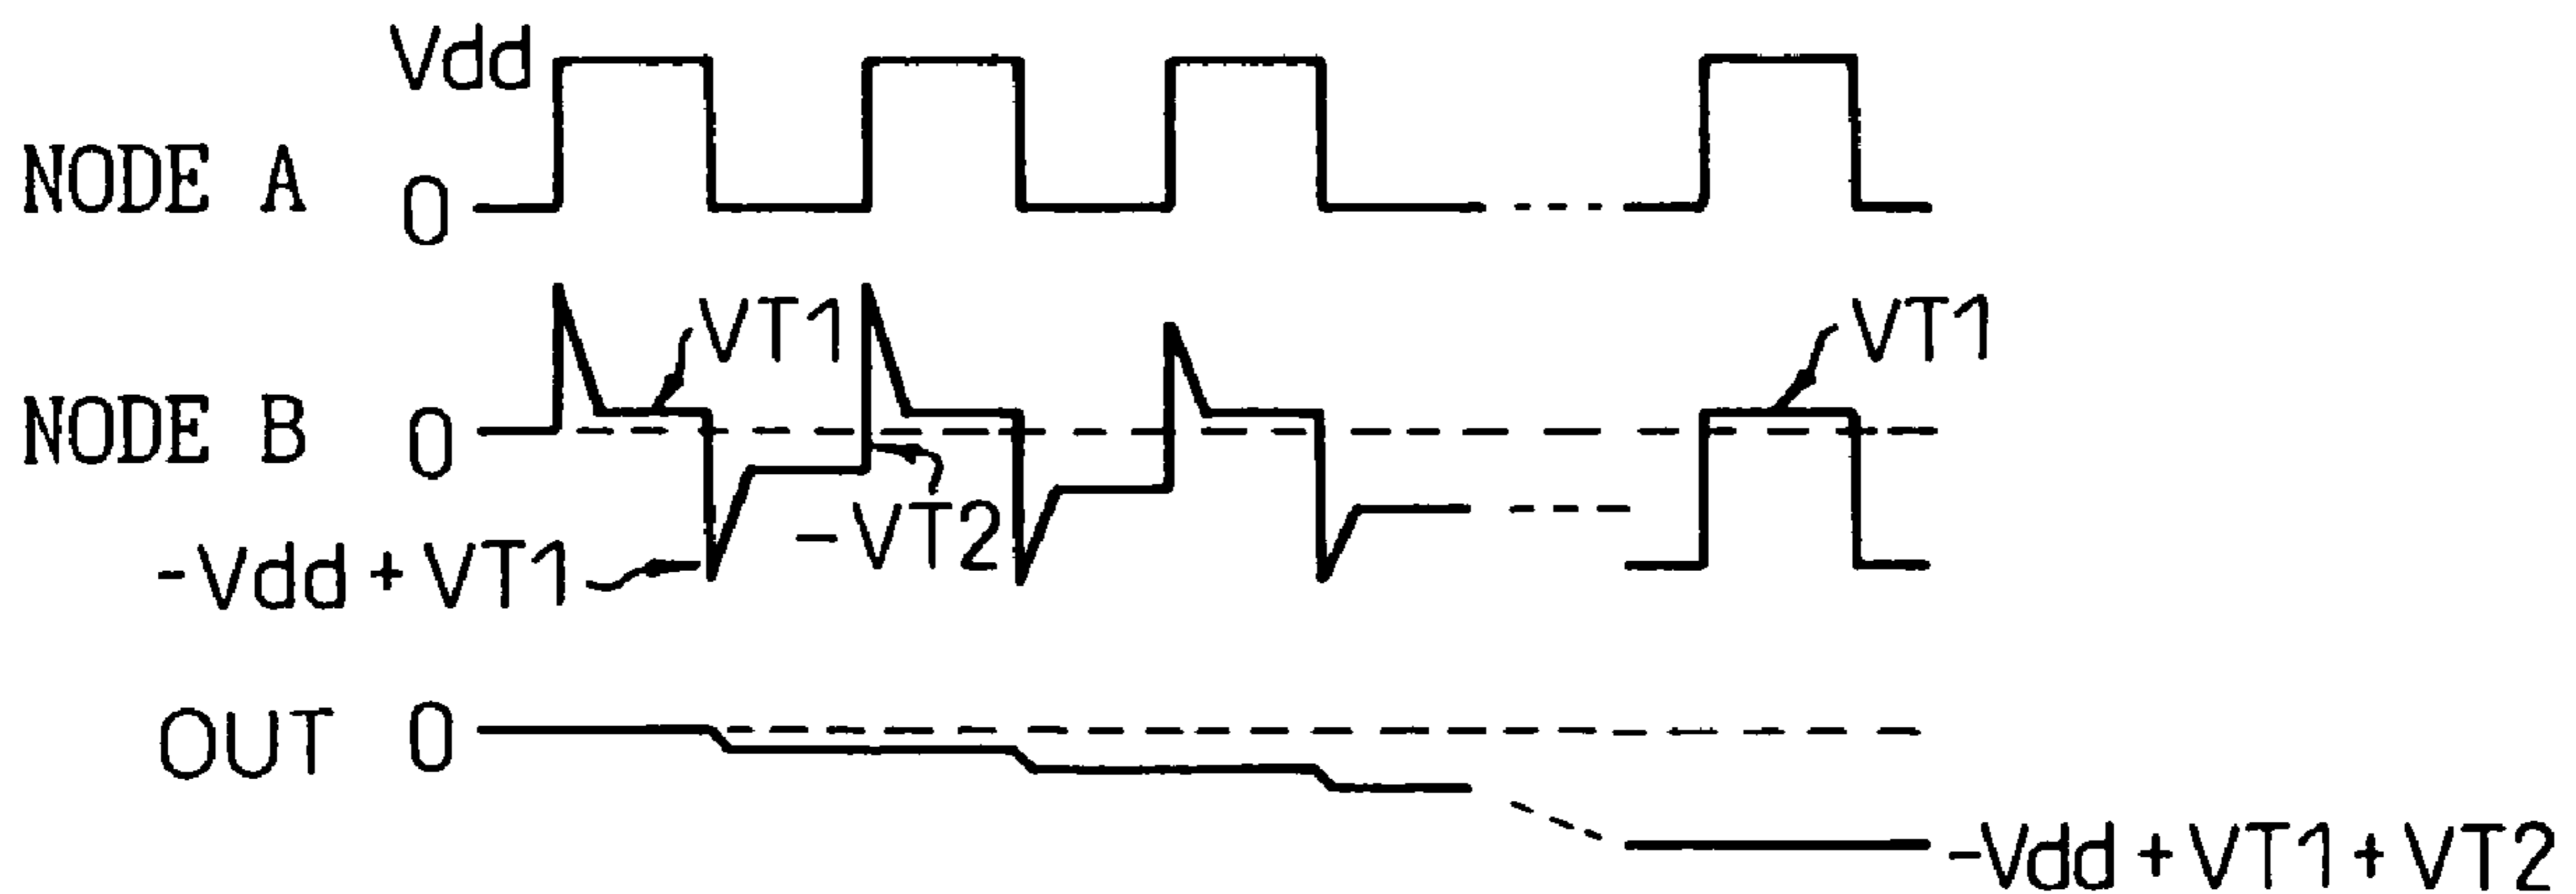 Vdd
NODE A 0
VT1 VT1
NODE B 0
-VT2
-Vdd + VT1
OUT 0
-Vdd + VT1 + VT2